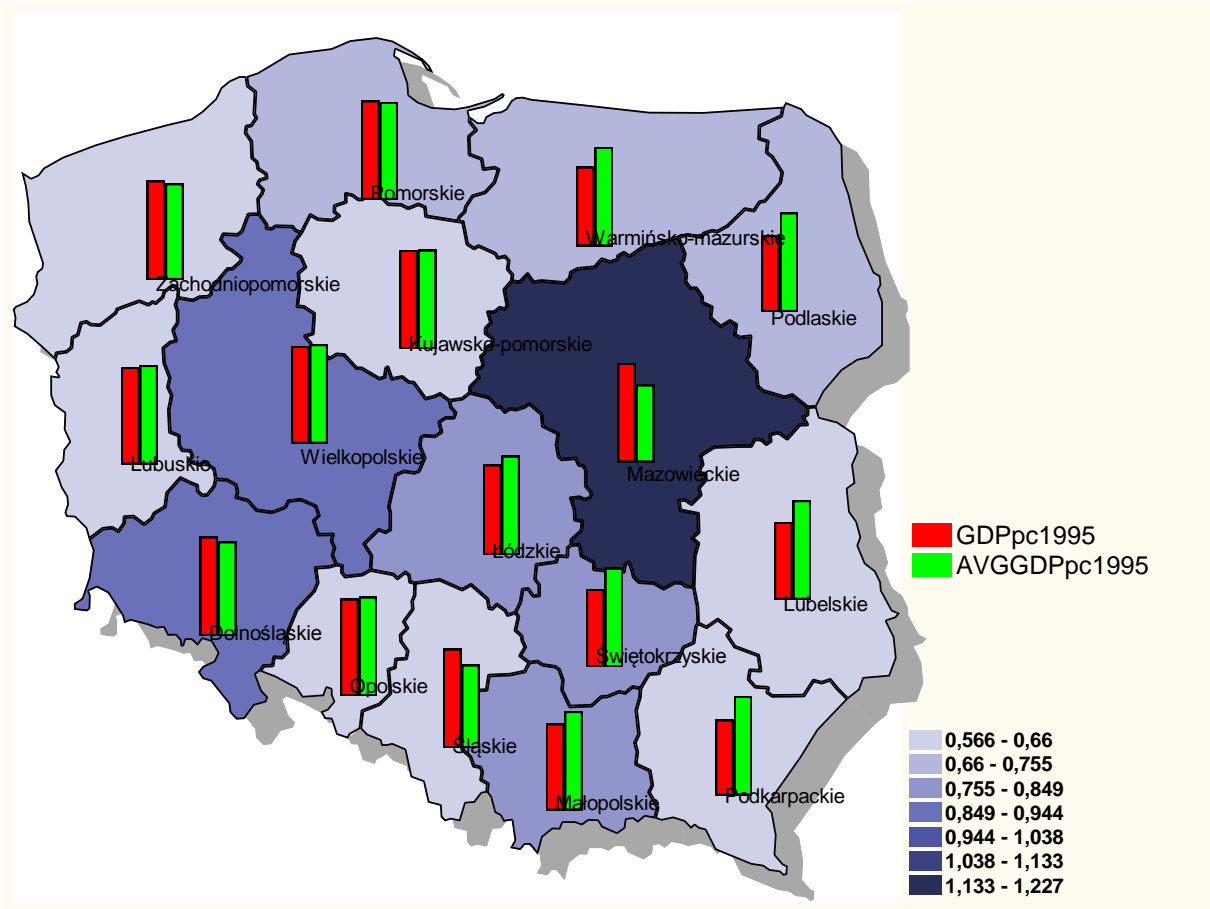 Pomorskie
Warmińsko-mazurskie
Zachodniopomorskie
Podlaskie
Kujawsko-pomorskie
Lubuskie
Wielkopolskie
Mazowieckie
Łódzkie
GDPpc1995
AVGGDPpc1995
Lubelskie
Dolnośląskie
Świętokrzyskie
Opolskie
Śląskie
Małopolskie
Podkarpackie
0,566 - 0,66
0,66 - 0,755
0,755 - 0,849
0,849 - 0,944
0,944 - 1,038
1,038 - 1,133
1,133 - 1,227